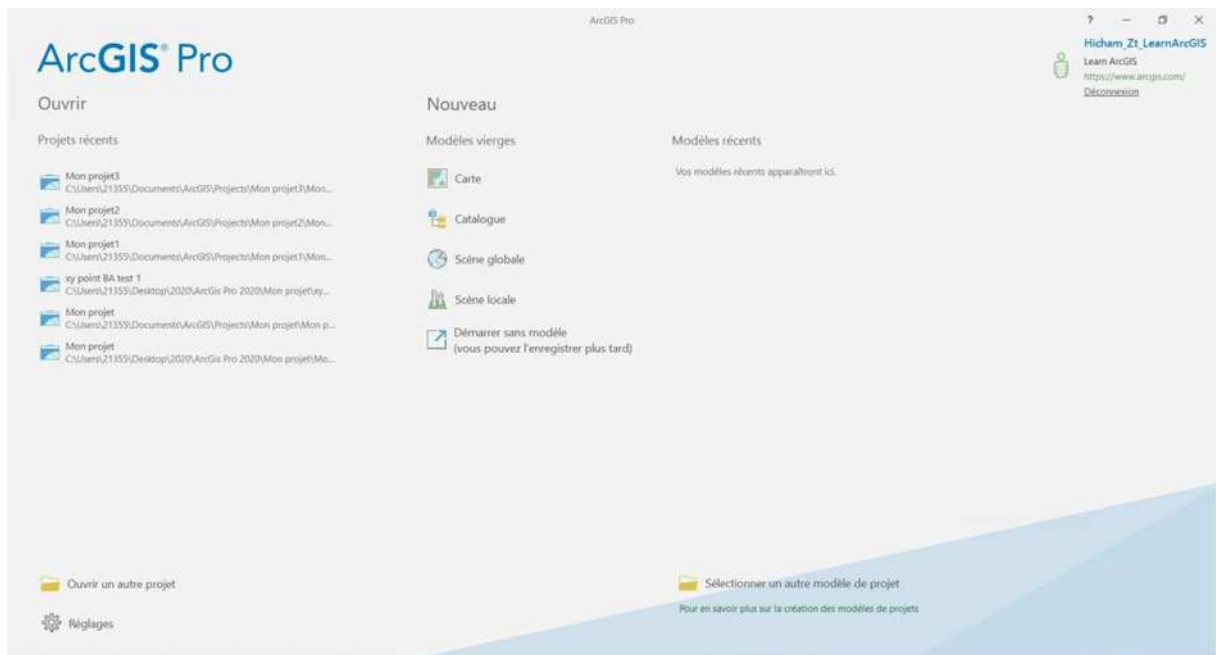 ArcGIS Pro
?
ArcGIS® Pro
Hicham_Zt_LearnArcGIS
Learn ArcGIS
https://www.arcgis.com/
Déconnexion
Ouvrir
Projets récents
Mon projet3
C:\Users\21355\Documents\ArcGIS\Projects\Mon projet3\Mon...
Mon projet2
C:\Users\21355\Documents\ArcGIS\Projects\Mon projet2\Mon...
Mon projet1
C:\Users\21355\Documents\ArcGIS\Projects\Mon projet1\Mon...
xy point BA test 1
C:\Users\21355\Desktop\2020\ArcGis Pro 2020\Mon projet\xy...
Mon projet
C:\Users\21355\Documents\ArcGIS\Projects\Mon projet\Mon p...
Mon projet
C:\Users\21355\Desktop\2020\ArcGis Pro 2020\Mon projet\Mo...
Nouveau
Modèles vierges
Carte
Catalogue
Scène globale
Scène locale
Démarrer sans modèle
(vous pouvez l'enregistrer plus tard)
Modèles récents
Vos modèles récents apparaîtront ici.
Ouvrir un autre projet
Réglages
Sélectionner un autre modèle de projet
Pour en savoir plus sur la création des modèles de projets